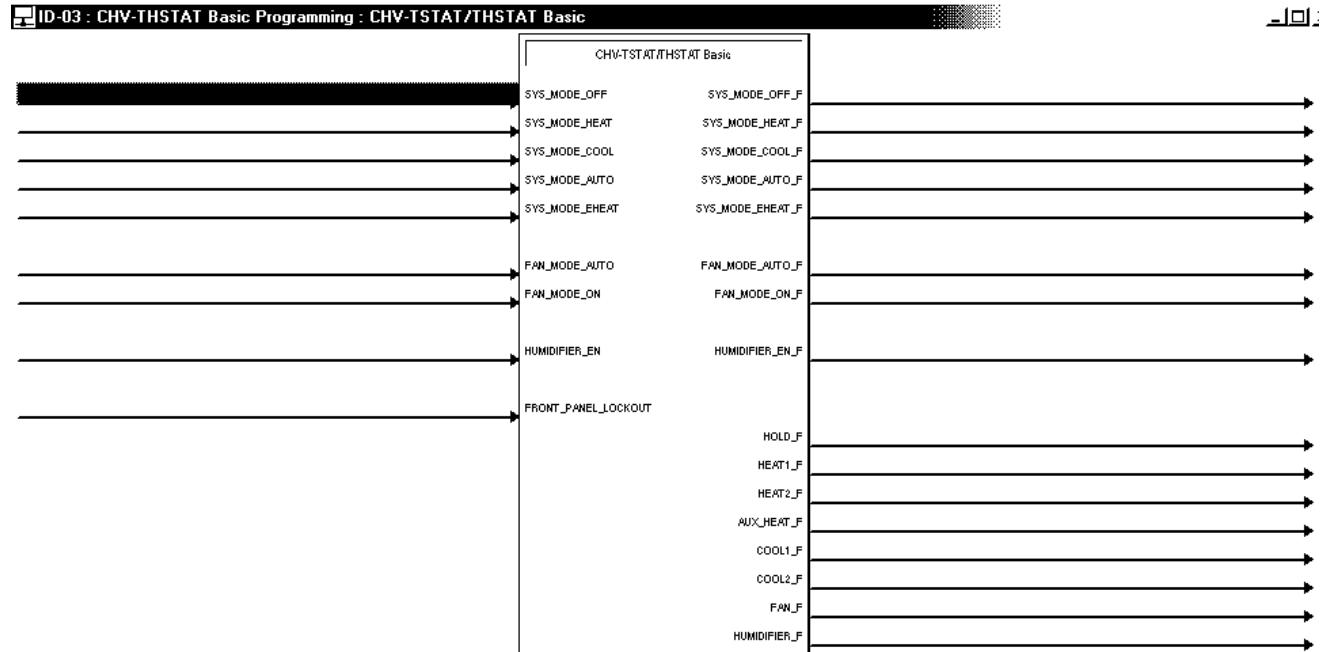 ID-03 : CHV-THSTAT Basic Programming : CHV-TSTAT/THSTAT Basic
CHV-TSTAT/THSTAT Basic
SYS_MODE_OFF SYS_MODE_OFF_F
SYS_MODE_HEAT SYS_MODE_HEAT_F
SYS_MODE_COOL SYS_MODE_COOL_F
SYS_MODE_AUTO SYS_MODE_AUTO_F
SYS_MODE_EHEAT SYS_MODE_EHEAT_F
FAN_MODE_AUTO FAN_MODE_AUTO_F
FAN_MODE_ON FAN_MODE_ON_F
HUMIDIFIER_EN HUMIDIFIER_EN_F
FRONT_PANEL_LOCKOUT
HOLD_F
HEAT1_F
HEAT2_F
AUX_HEAT_F
COOL1_F
COOL2_F
FAN_F
HUMIDIFIER_F